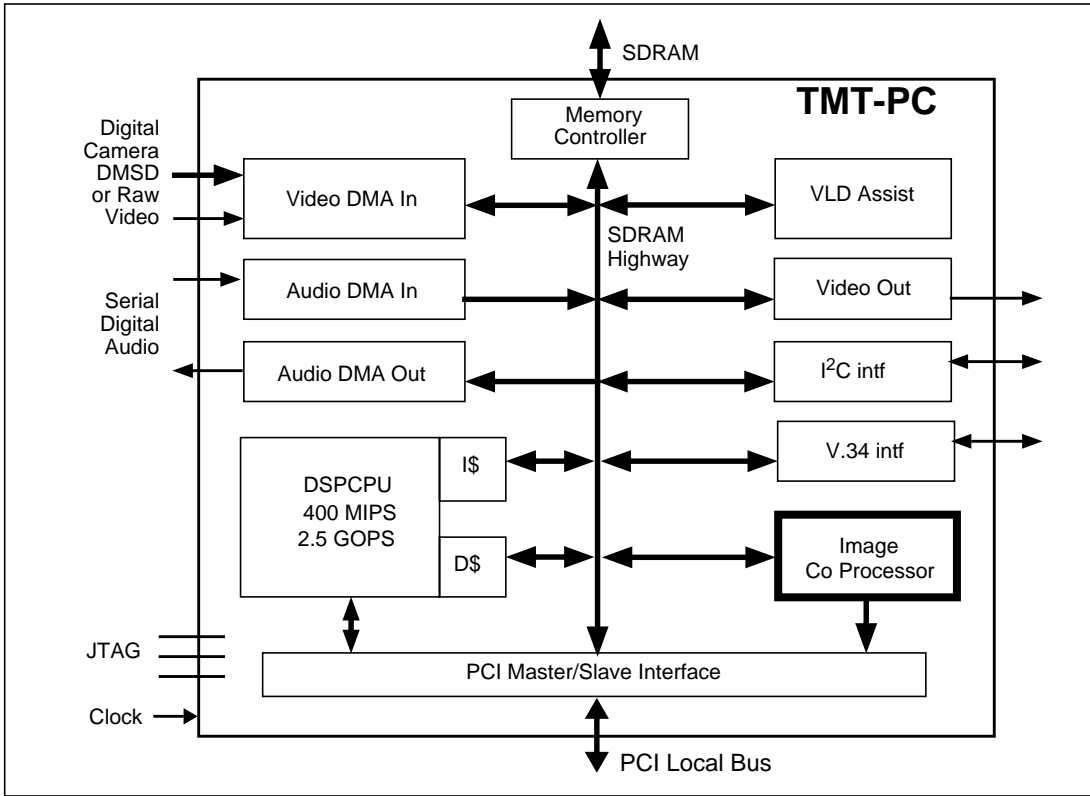 SDRAM
TMT-PC
Memory
Controller
Digital
Camera
DMSD
or Raw
Video
Video DMA In
VLD Assist
SDRAM
Highway
Audio DMA In
Video Out
Serial
Digital
Audio
Audio DMA Out
I²C intf
V.34 intf
I$
DSPCPU
400 MIPS
2.5 GOPS
D$
Image
Co Processor
JTAG
PCI Master/Slave Interface
Clock
PCI Local Bus